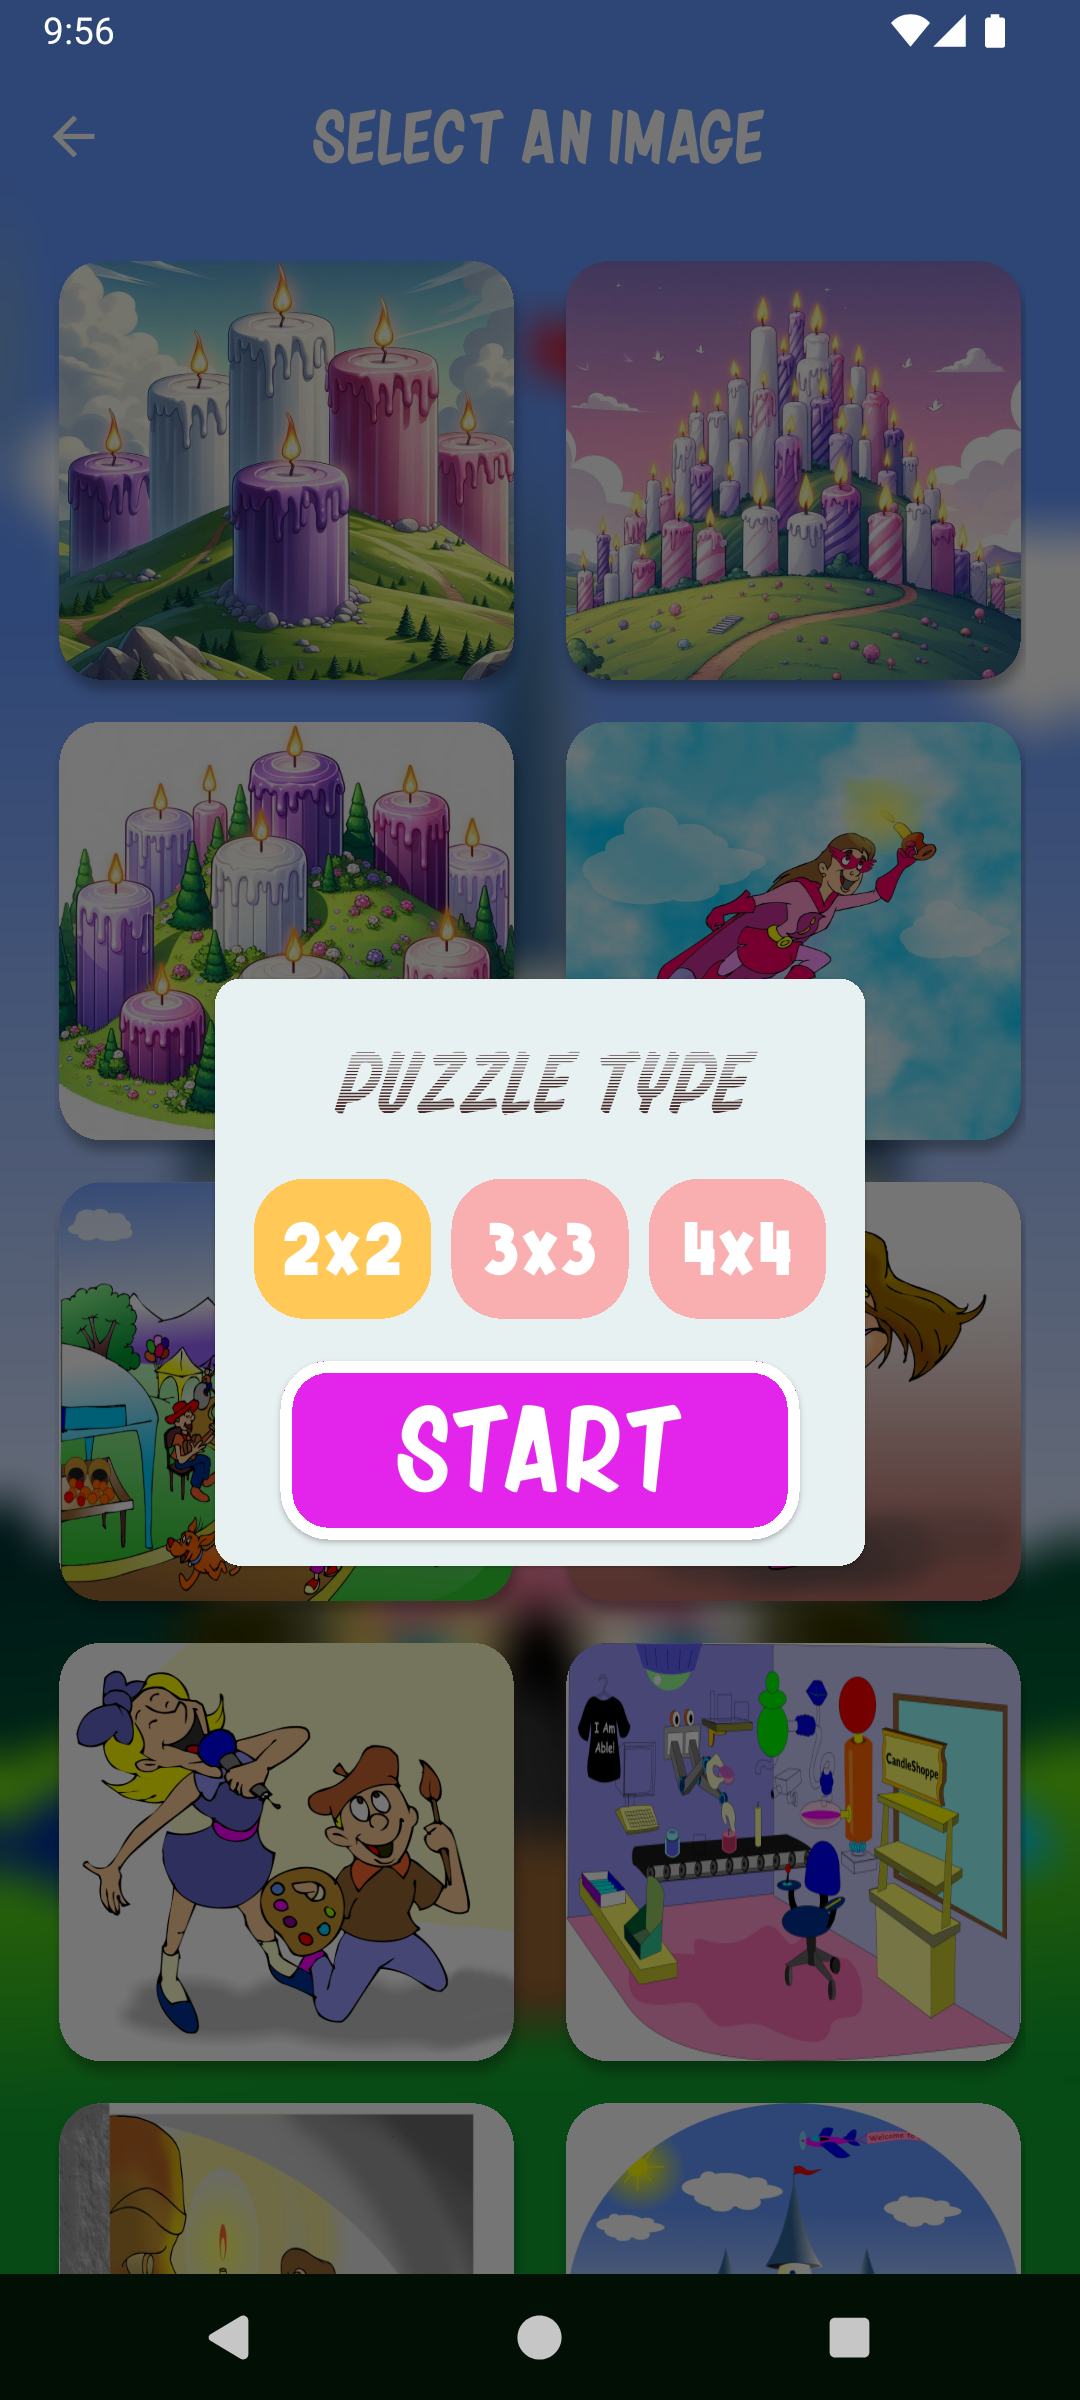 9:56
SELECT AN IMAGE
PUZZLE TYPE
2x2 3x3 4x4
START
I Am
Able!
CandleShoppe
Welcome to